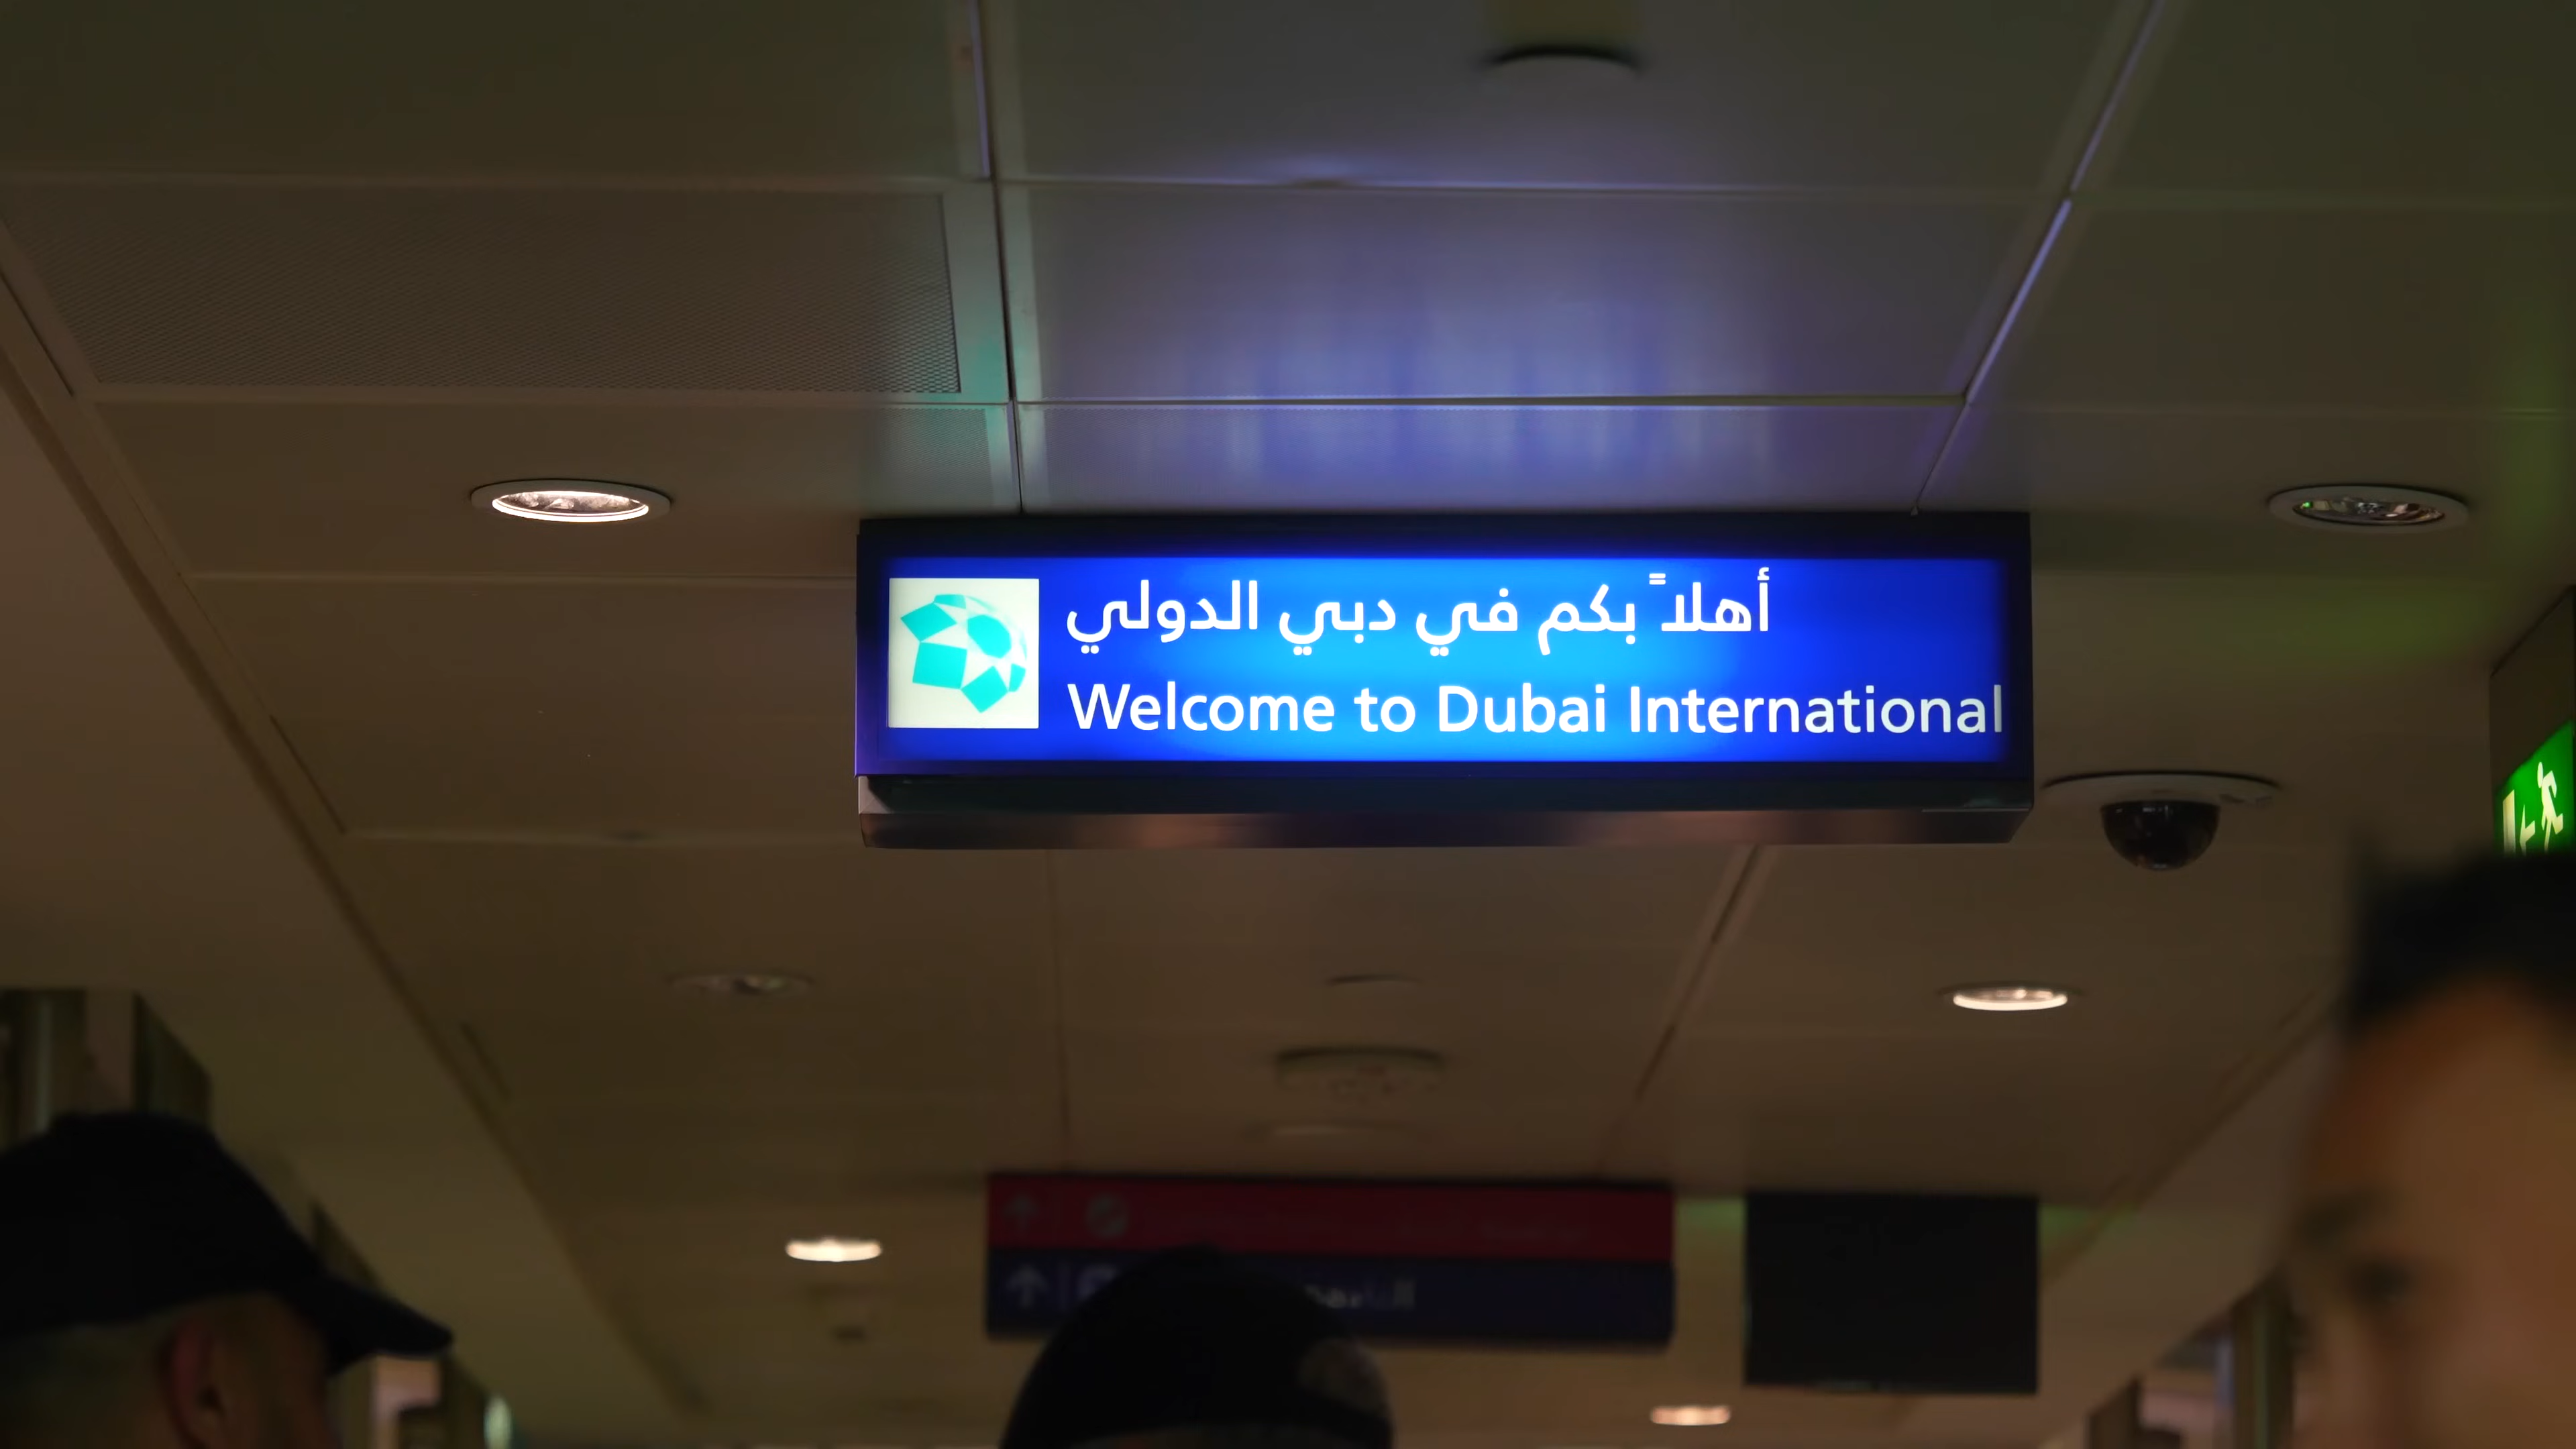 أهلاً بكم في دبي الدولي
Welcome to Dubai International